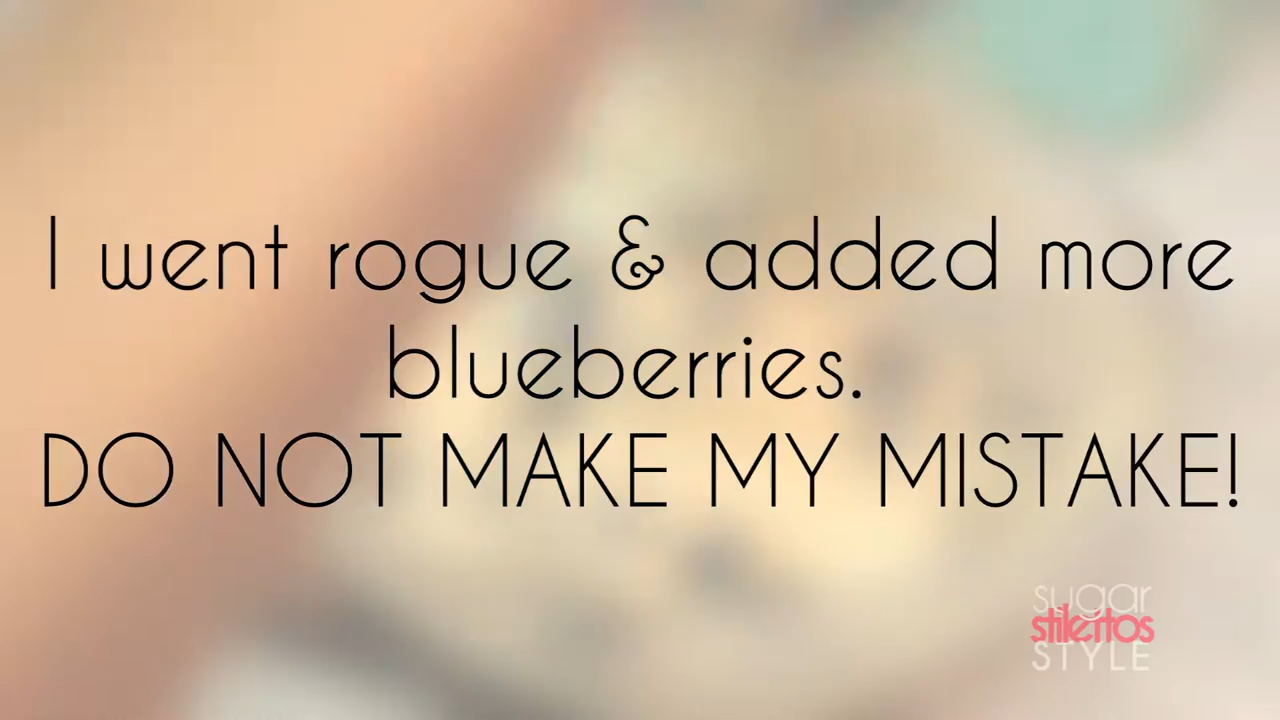 I went rogue & added more
blueberries.
DO NOT MAKE MY MISTAKE!
sugar
stilettos
STYLE